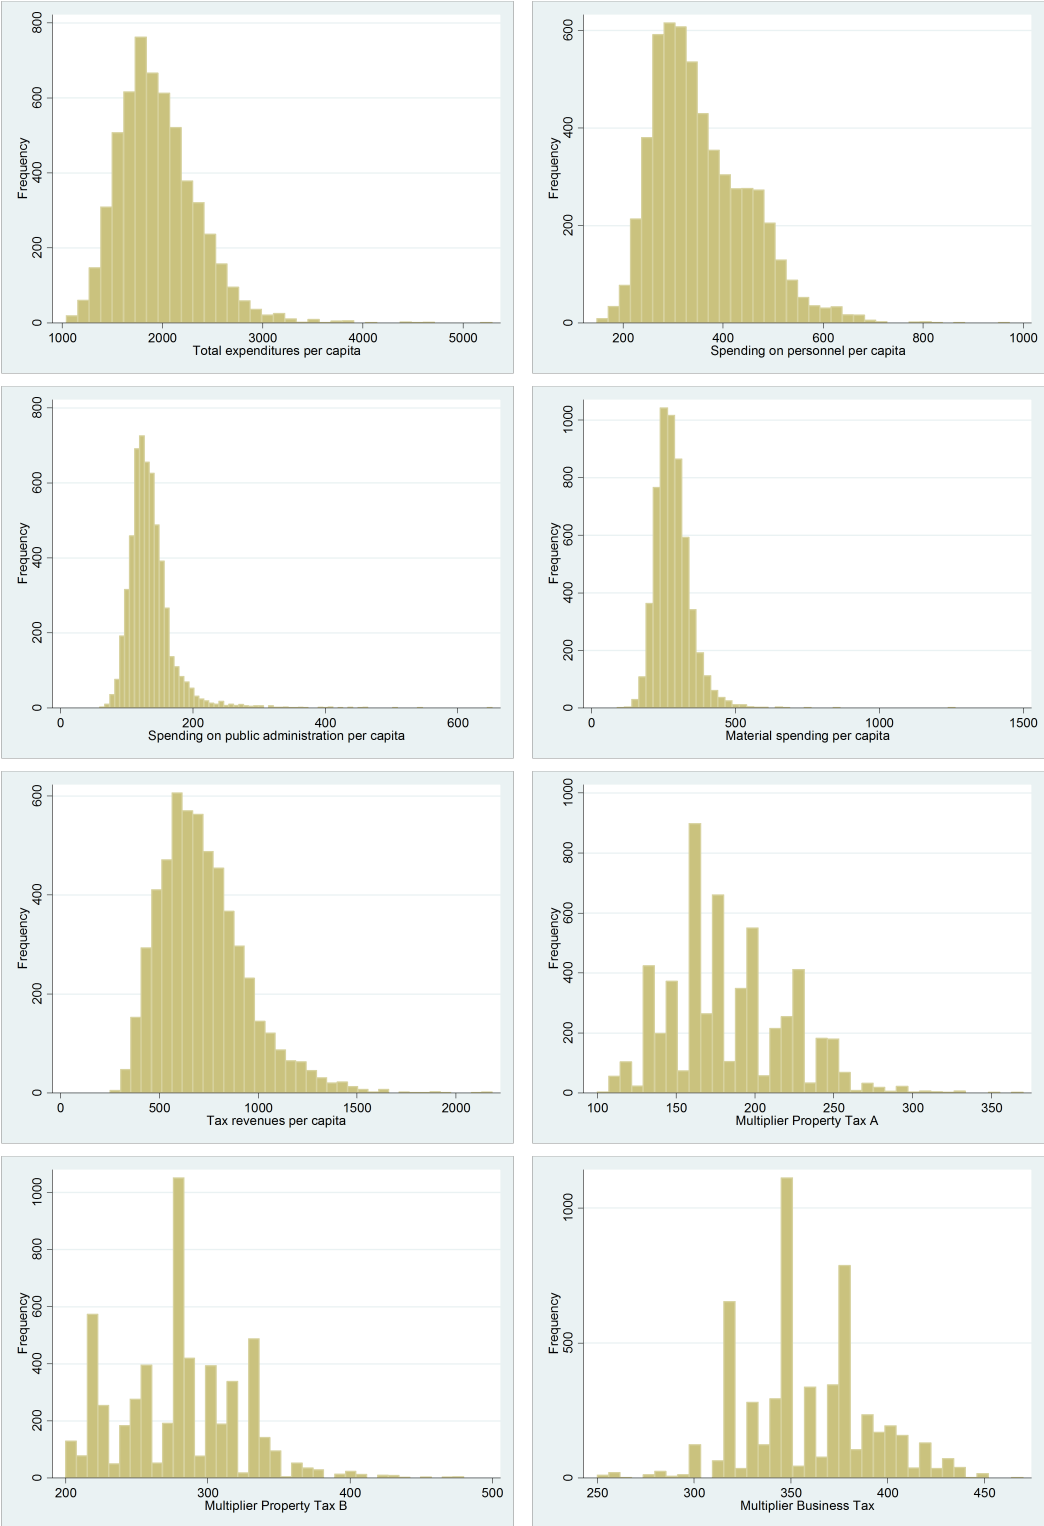 800
600
400
200
0
Frequency
1000 2000 3000 4000 5000
Total expenditures per capita
600
400
200
0
Frequency
200 400 600 800 1000
Spending on personnel per capita
800
600
400
200
0
Frequency
0 200 400 600
Spending on public administration per capita
1000
800
600
400
200
0
Frequency
0 500 1000 1500
Material spending per capita
600
400
200
0
Frequency
0 500 1000 1500 2000
Tax revenues per capita
1000
800
600
400
200
0
Frequency
100 150 200 250 300 350
Multiplier Property Tax A
1000
800
600
400
200
0
Frequency
200 300 400 500
Multiplier Property Tax B
1000
500
0
Frequency
250 300 350 400 450
Multiplier Business Tax